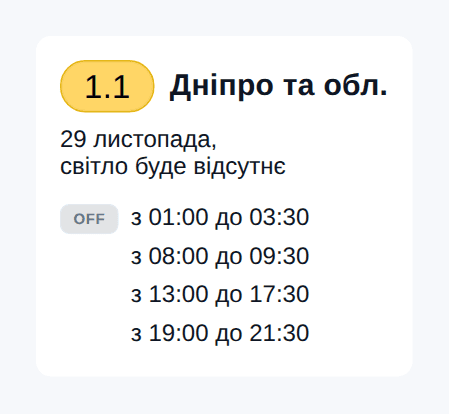 1.1 Дніпро та обл.
29 листопада,
світло буде відсутнє
OFF з 01:00 до 03:30
з 08:00 до 09:30
з 13:00 до 17:30
з 19:00 до 21:30